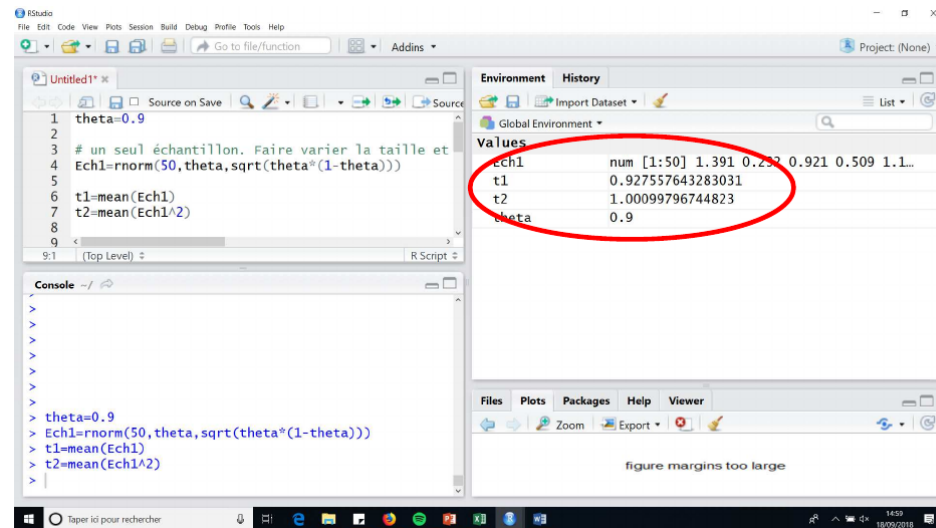 RStudio
File Edit Code View Plots Session Build Debug Profile Tools Help
Go to file/function Addins Project: (None)
Untitled1*
Source on Save Source
1 theta=0.9
2
3 # un seul échantillon. Faire varier la taille et
4 Ech1=rnorm(50,theta,sqrt(theta*(1-theta)))
5
6 t1=mean(Ech1)
7 t2=mean(Ech1^2)
8
9
9:1 (Top Level) R Script
Console ~/
>
>
>
>
>
>
>
> theta=0.9
> Ech1=rnorm(50,theta,sqrt(theta*(1-theta)))
> t1=mean(Ech1)
> t2=mean(Ech1^2)
>
Environment History
Import Dataset List
Global Environment
Values
Ech1 num [1:50] 1.391 0.232 0.921 0.509 1.1…
t1 0.927557643283031
t2 1.00099796744823
theta 0.9
Files Plots Packages Help Viewer
Zoom Export
figure margins too large
Taper ici pour rechercher
14:59
18/09/2018